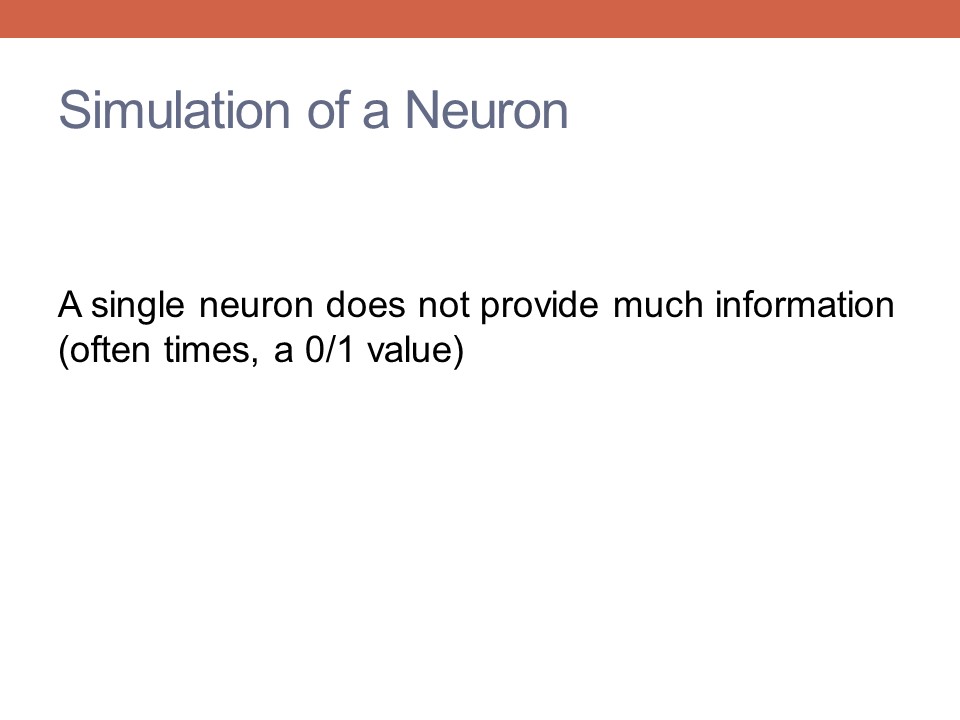 Simulation of a Neuron
A single neuron does not provide much information
(often times, a 0/1 value)